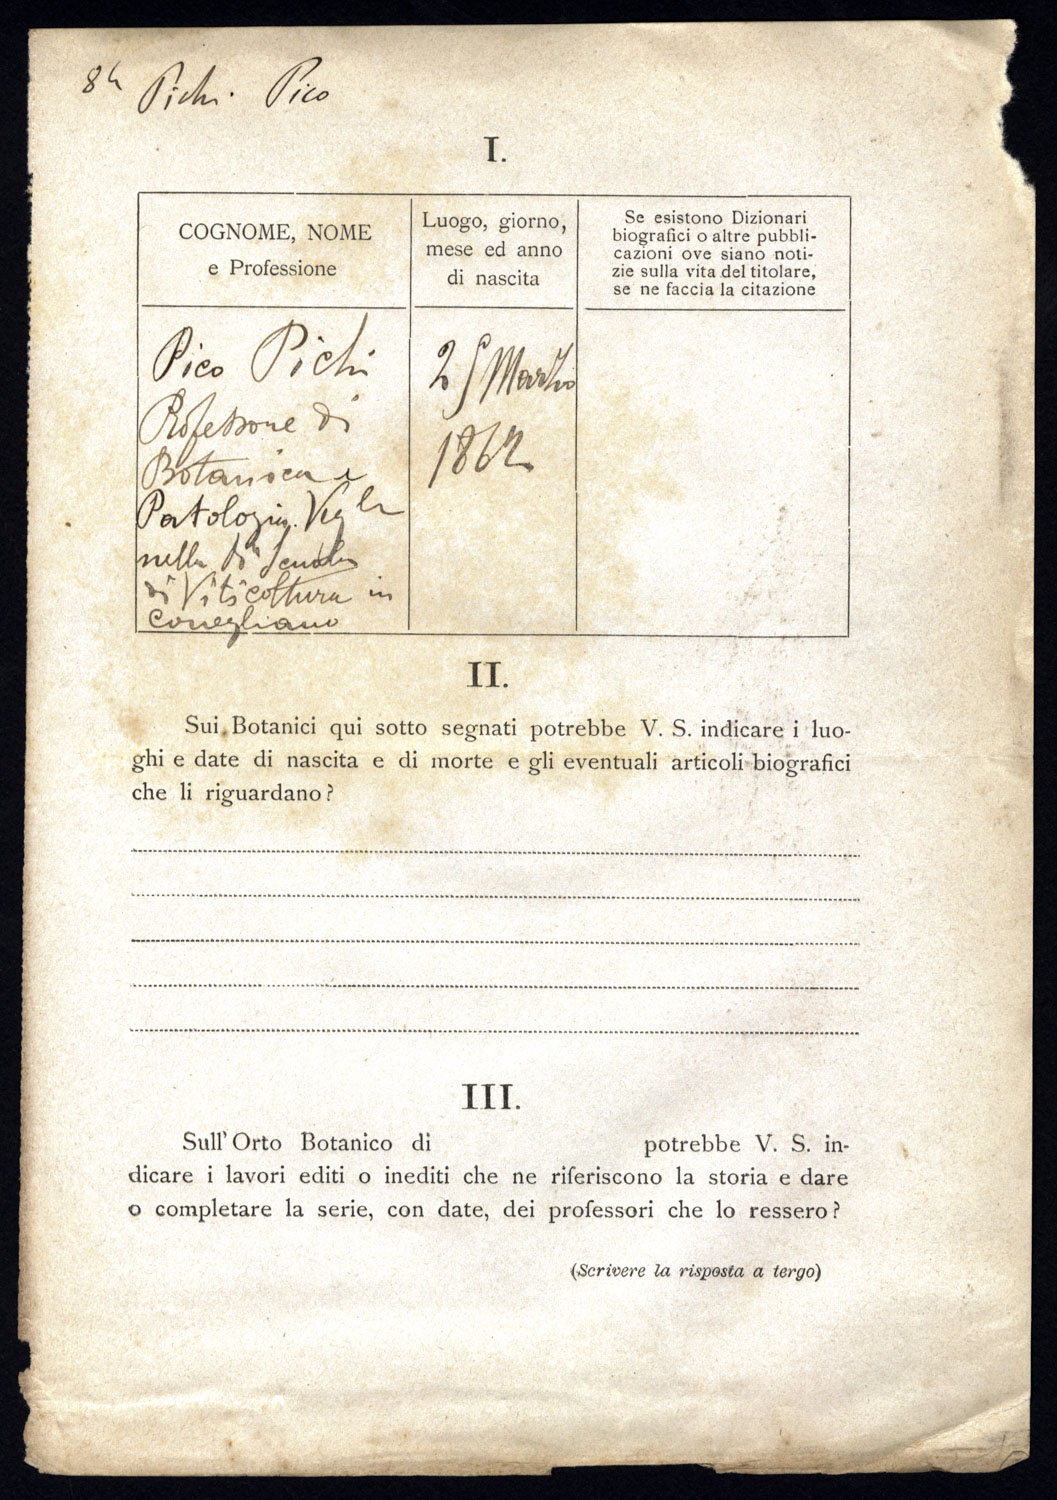 Pichi. Pico
I.
COGNOME, NOME
e Professione
Luogo, giorno,
mese ed anno
di nascita
Se esistono Dizionari
biografici o altre pubbli-
cazioni ove siano noti-
zie sulla vita del titolare,
se ne faccia la citazione
Pico Pichi
Professore di
Botanica e
Patologia Vegle
nella Scuola
di Viticoltura in
Conegliano
25 Marzo
1862
II.
Sui Botanici qui sotto segnati potrebbe V. S. indicare i luo-
ghi e date di nascita e di morte e gli eventuali articoli biografici
che li riguardano?
III.
Sull'Orto Botanico di potrebbe V. S. in-
dicare i lavori editi o inediti che ne riferiscono la storia e dare
o completare la serie, con date, dei professori che lo ressero?
(Scrivere la risposta a tergo)